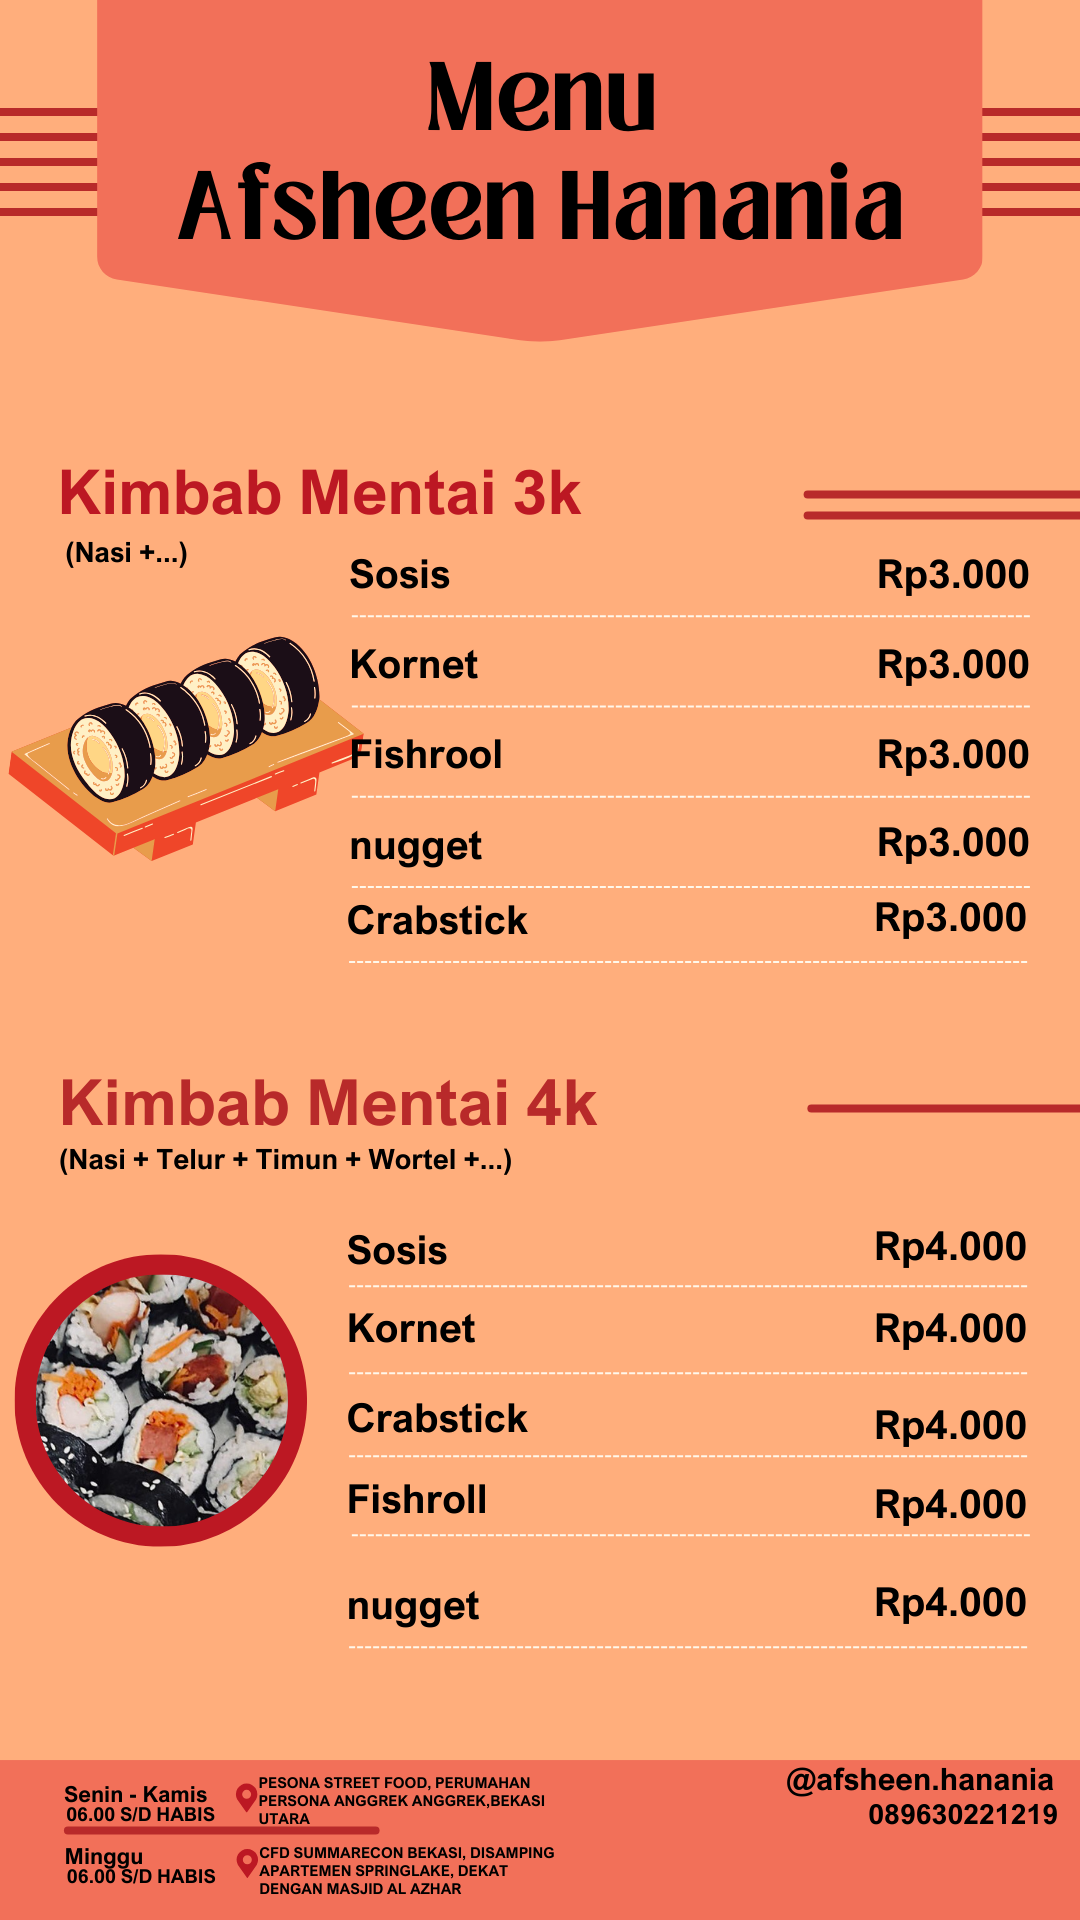 Menu
Afsheen Hanania
Kimbab Mentai 3k
(Nasi +...)
Sosis Rp3.000
Kornet Rp3.000
Fishrool Rp3.000
nugget Rp3.000
Crabstick Rp3.000
Kimbab Mentai 4k
(Nasi + Telur + Timun + Wortel +...)
Sosis Rp4.000
Kornet Rp4.000
Crabstick Rp4.000
Fishroll Rp4.000
nugget Rp4.000
Senin - Kamis
06.00 S/D HABIS
PESONA STREET FOOD, PERUMAHAN
PERSONA ANGGREK ANGGREK,BEKASI
UTARA
Minggu
06.00 S/D HABIS
CFD SUMMARECON BEKASI, DISAMPING
APARTEMEN SPRINGLAKE, DEKAT
DENGAN MASJID AL AZHAR
@afsheen.hanania
089630221219